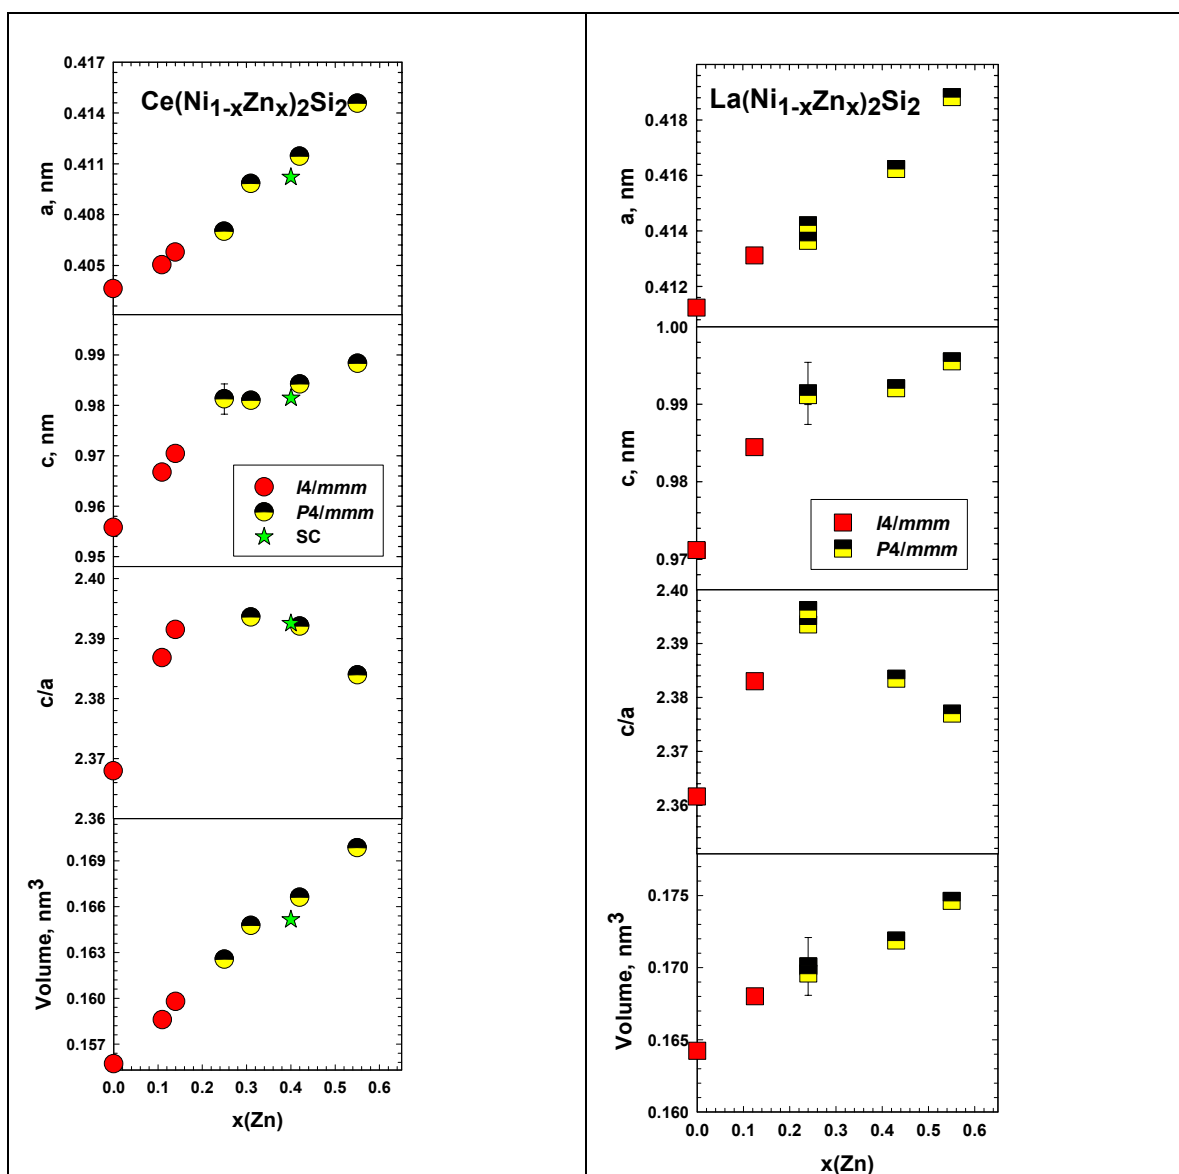 Ce(Ni1-xZnx)2Si2
0.417
0.414
0.411
0.408
0.405
a, nm
0.99
0.98
0.97
0.96
0.95
c, nm
I4/mmm
P4/mmm
SC
2.40
2.39
2.38
2.37
2.36
c/a
0.169
0.166
0.163
0.160
0.157
Volume, nm3
0.0 0.1 0.2 0.3 0.4 0.5 0.6
x(Zn)
La(Ni1-xZnx)2Si2
0.418
0.416
0.414
0.412
a, nm
1.00
0.99
0.98
0.97
c, nm
I4/mmm
P4/mmm
2.40
2.39
2.38
2.37
2.36
c/a
0.175
0.170
0.165
0.160
Volume, nm3
0.0 0.1 0.2 0.3 0.4 0.5 0.6
x(Zn)